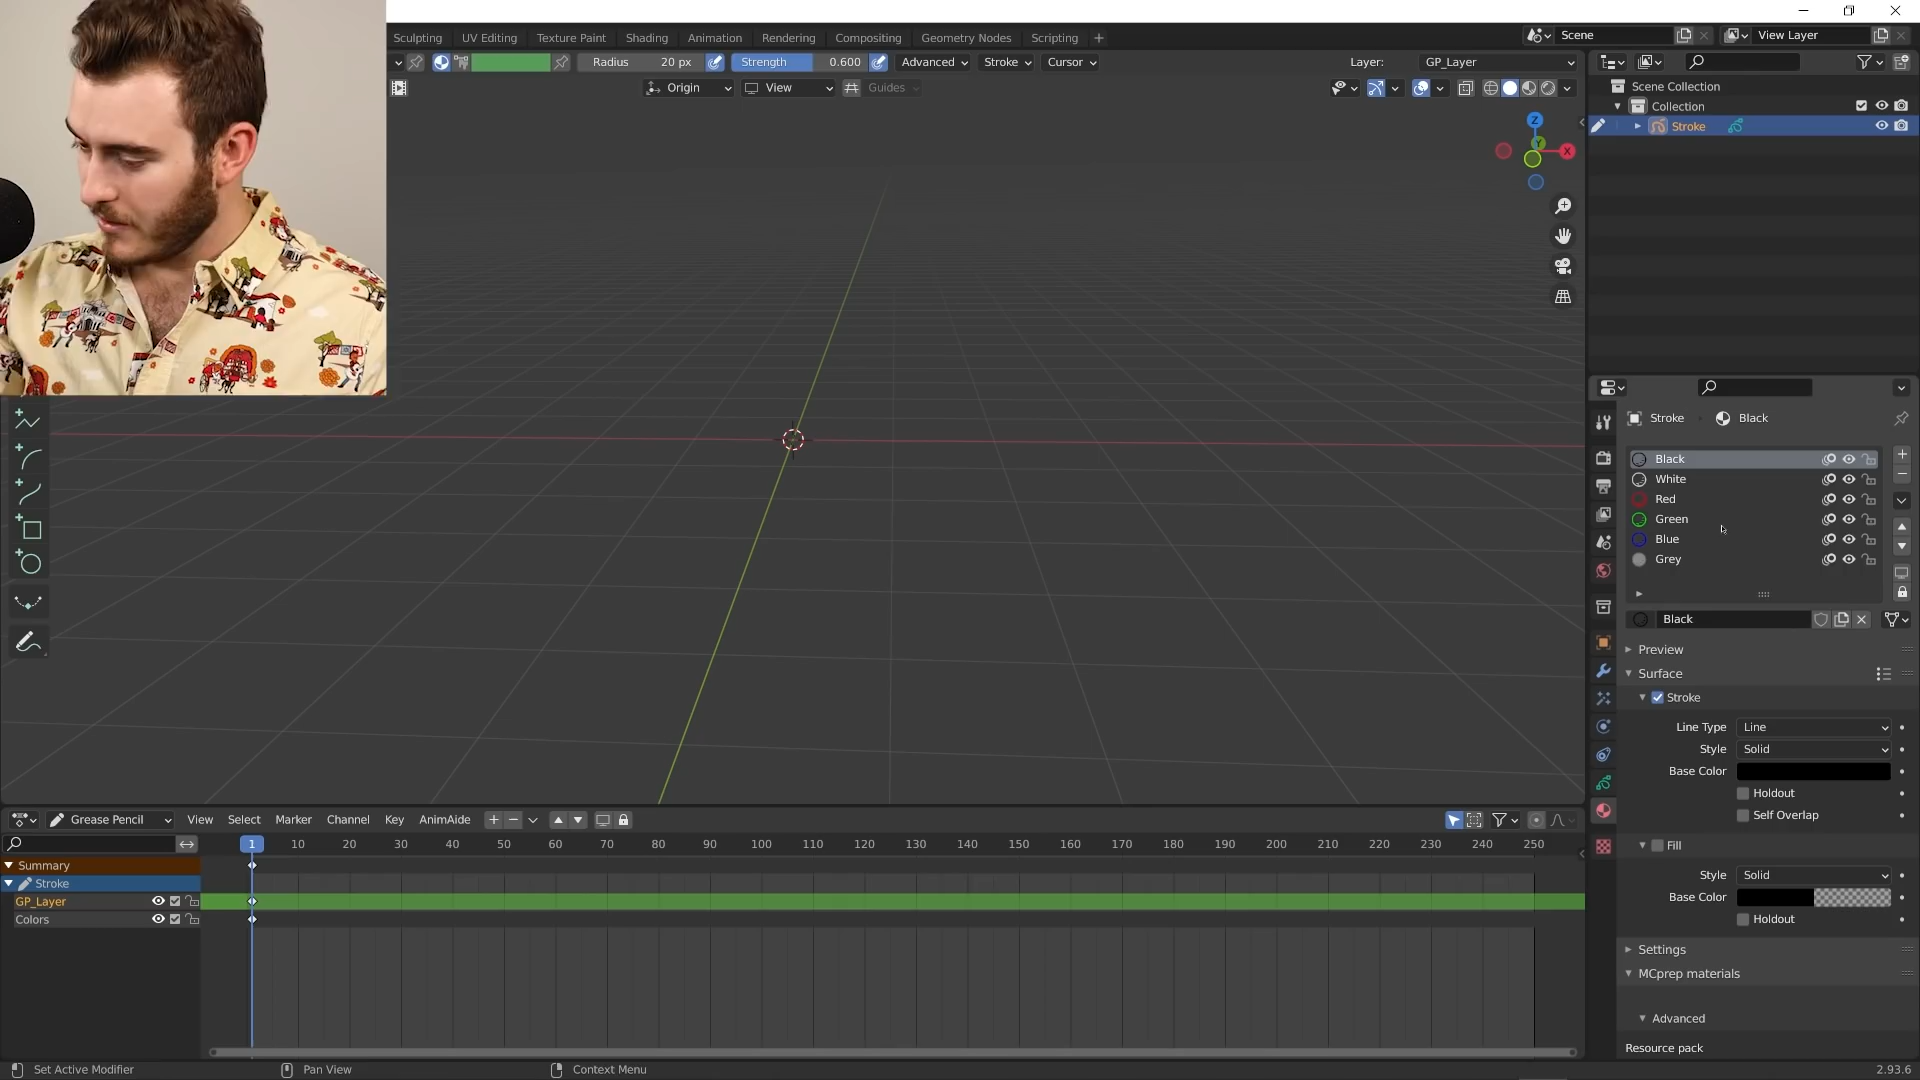 Sculpting UV Editing Texture Paint Shading Animation Rendering Compositing Geometry Nodes Scripting
Scene View Layer
Radius 20 px Strength 0.600 Advanced Stroke Cursor Layer: GP_Layer
Origin View Guides
Scene Collection
Collection
Stroke
Z
Y
X
Stroke Black
Black
White
Red
Green
Blue
Grey
Black
Preview
Surface
Stroke
Line Type Line
Style Solid
Base Color
Holdout
Self Overlap
Fill
Style Solid
Base Color
Holdout
Settings
MCprep materials
Advanced
Resource pack
Grease Pencil View Select Marker Channel Key AnimAide
1 10 20 30 40 50 60 70 80 90 100 110 120 130 140 150 160 170 180 190 200 210 220 230 240 250
Summary
Stroke
GP_Layer
Colors
Set Active Modifier Pan View Context Menu 2.93.6